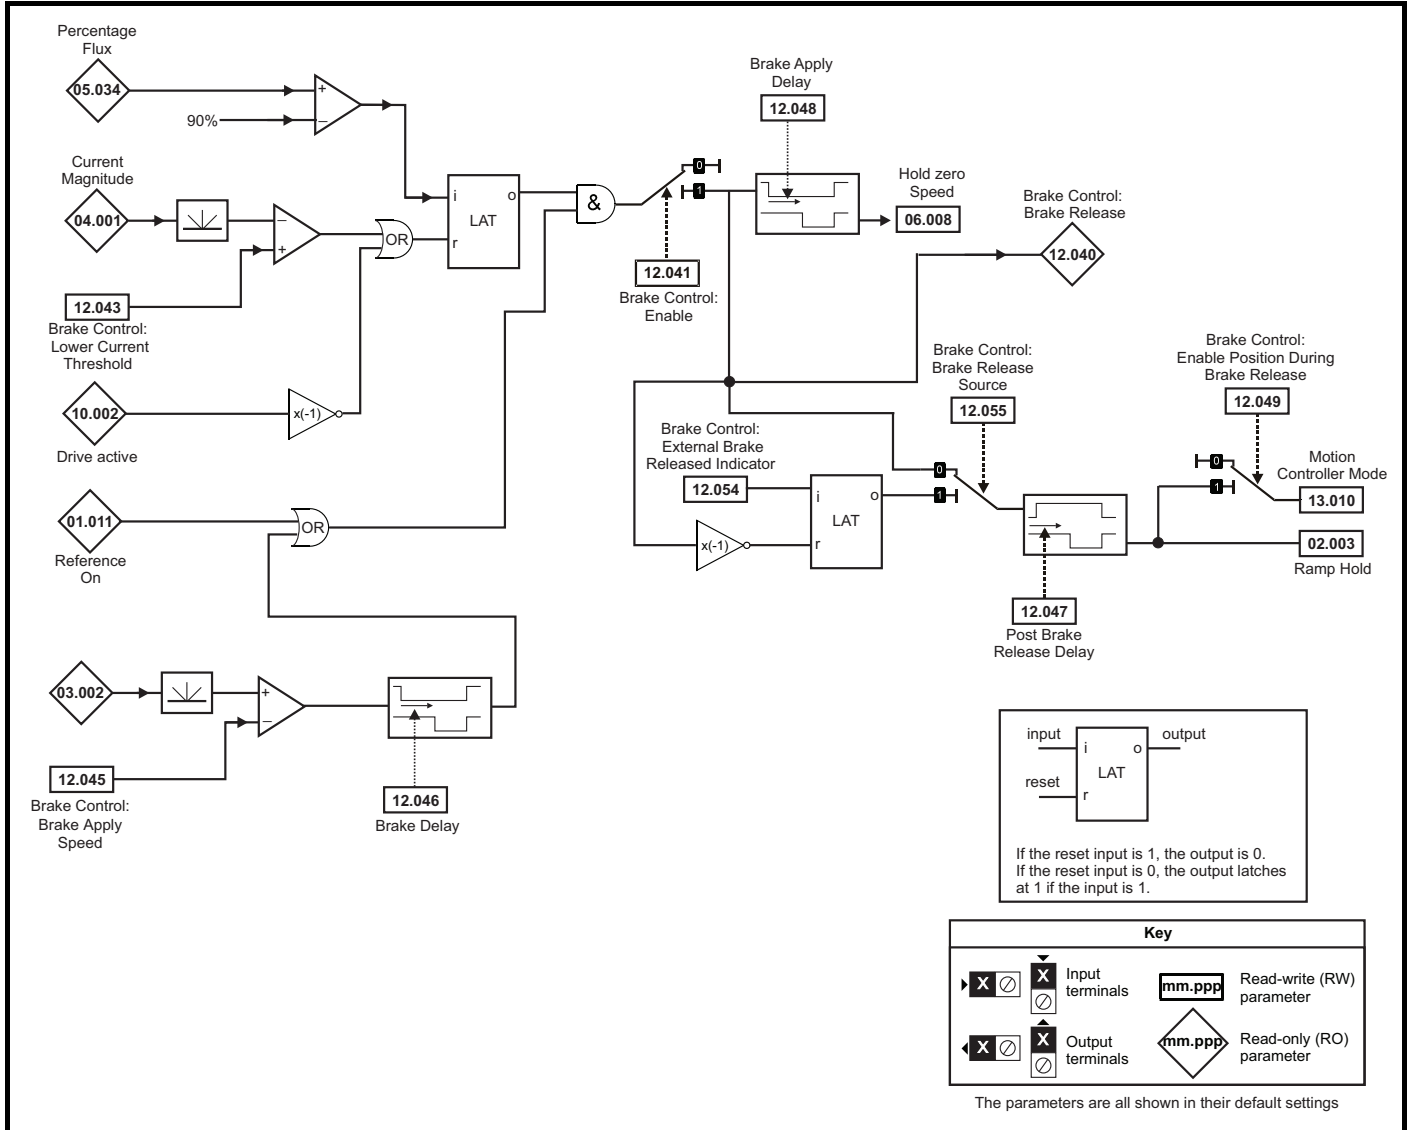 Percentage
Flux
05.034
+
90%
–
Current
Magnitude
04.001
–
+
12.043
Brake Control:
Lower Current
Threshold
OR
i
o
LAT
r
10.002
Drive active
x(-1)
01.011
Reference
On
OR
03.002
+
–
12.045
Brake Control:
Brake Apply
Speed
12.046
Brake Delay
&
0
1
12.041
Brake Control:
Enable
Brake Apply
Delay
12.048
Hold zero
Speed
06.008
Brake Control:
Brake Release
12.040
Brake Control:
External Brake
Released Indicator
12.054
x(-1)
i
o
LAT
r
Brake Control:
Brake Release
Source
12.055
0
1
12.047
Post Brake
Release Delay
Brake Control:
Enable Position During
Brake Release
12.049
0
1
Motion
Controller Mode
13.010
02.003
Ramp Hold
input
i
o
output
LAT
reset
r
If the reset input is 1, the output is 0.
If the reset input is 0, the output latches
at 1 if the input is 1.
Key
X
X
Input
terminals
mm.ppp
Read-write (RW)
parameter
X
X
Output
terminals
mm.ppp
Read-only (RO)
parameter
The parameters are all shown in their default settings